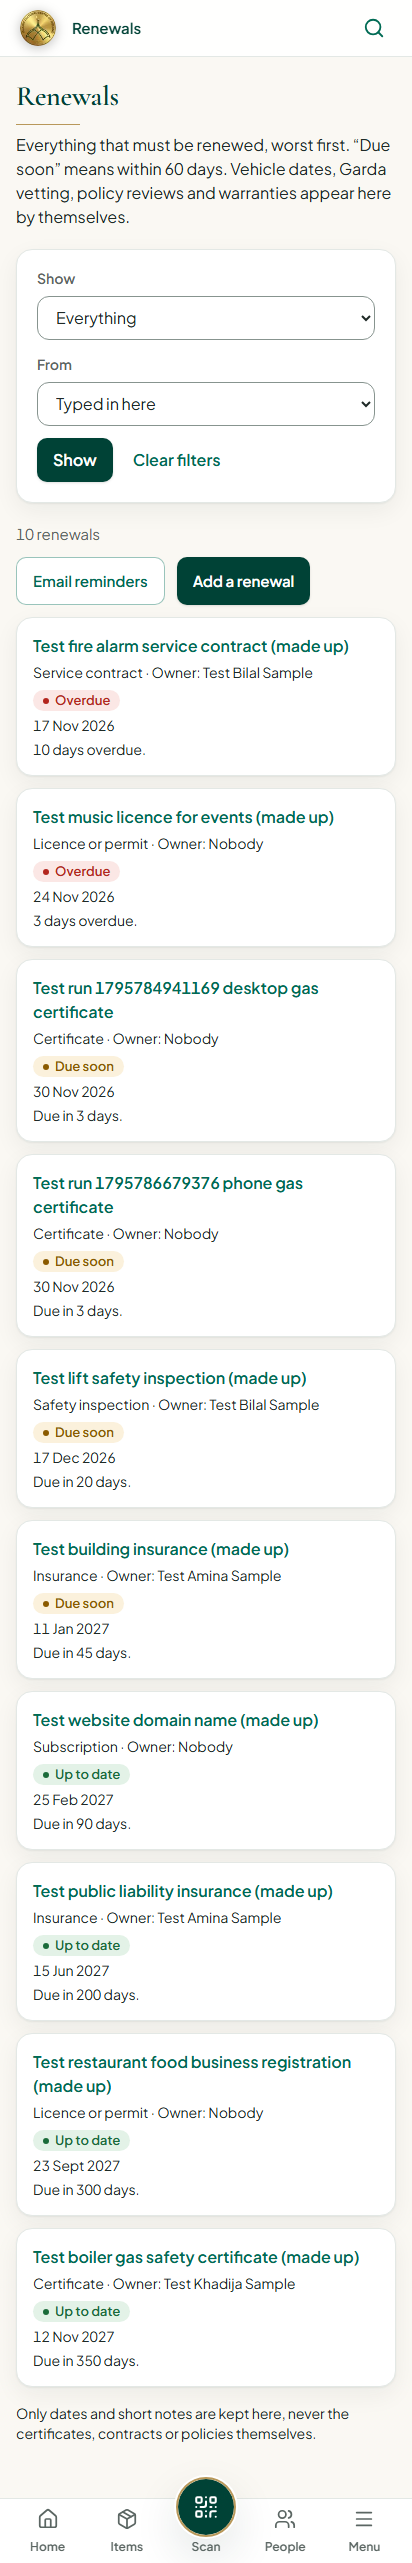 Renewals
Renewals
Everything that must be renewed, worst first. “Due
soon” means within 60 days. Vehicle dates, Garda
vetting, policy reviews and warranties appear here
by themselves.
Show
Everything
From
Typed in here
Show Clear filters
10 renewals
Email reminders Add a renewal
Test fire alarm service contract (made up)
Service contract · Owner: Test Bilal Sample
Overdue
17 Nov 2026
10 days overdue.
Test music licence for events (made up)
Licence or permit · Owner: Nobody
Overdue
24 Nov 2026
3 days overdue.
Test run 1795784941169 desktop gas
certificate
Certificate · Owner: Nobody
Due soon
30 Nov 2026
Due in 3 days.
Test run 1795786679376 phone gas
certificate
Certificate · Owner: Nobody
Due soon
30 Nov 2026
Due in 3 days.
Test lift safety inspection (made up)
Safety inspection · Owner: Test Bilal Sample
Due soon
17 Dec 2026
Due in 20 days.
Test building insurance (made up)
Insurance · Owner: Test Amina Sample
Due soon
11 Jan 2027
Due in 45 days.
Test website domain name (made up)
Subscription · Owner: Nobody
Up to date
25 Feb 2027
Due in 90 days.
Test public liability insurance (made up)
Insurance · Owner: Test Amina Sample
Up to date
15 Jun 2027
Due in 200 days.
Test restaurant food business registration
(made up)
Licence or permit · Owner: Nobody
Up to date
23 Sept 2027
Due in 300 days.
Test boiler gas safety certificate (made up)
Certificate · Owner: Test Khadija Sample
Up to date
12 Nov 2027
Due in 350 days.
Only dates and short notes are kept here, never the
certificates, contracts or policies themselves.
Home Items Scan People Menu